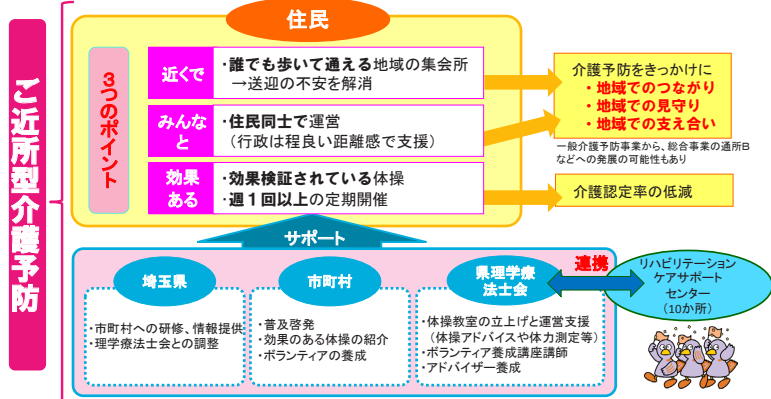 ご近所型介護予防
住民
3つのポイント
近くで
・誰でも歩いて通える地域の集会所
→送迎の不安を解消
みんな
と
・住民同士で運営
(行政は程良い距離感で支援)
効果
ある
・効果検証されている体操
・週1回以上の定期開催
介護予防をきっかけに
・地域でのつながり
・地域での見守り
・地域での支え合い
一般介護予防事業から、総合事業の通所B
などへの発展の可能性もあり
介護認定率の低減
サポート
埼玉県
・市町村への研修、情報提供
・理学療法士会との調整
市町村
・普及啓発
・効果のある体操の紹介
・ボランティアの養成
県理学療
法士会
・体操教室の立上げと運営支援
(体操アドバイスや体力測定等)
・ボランティア養成講座講師
・アドバイザー養成
連携
リハビリテーション
ケアサポート
センター
(10か所)